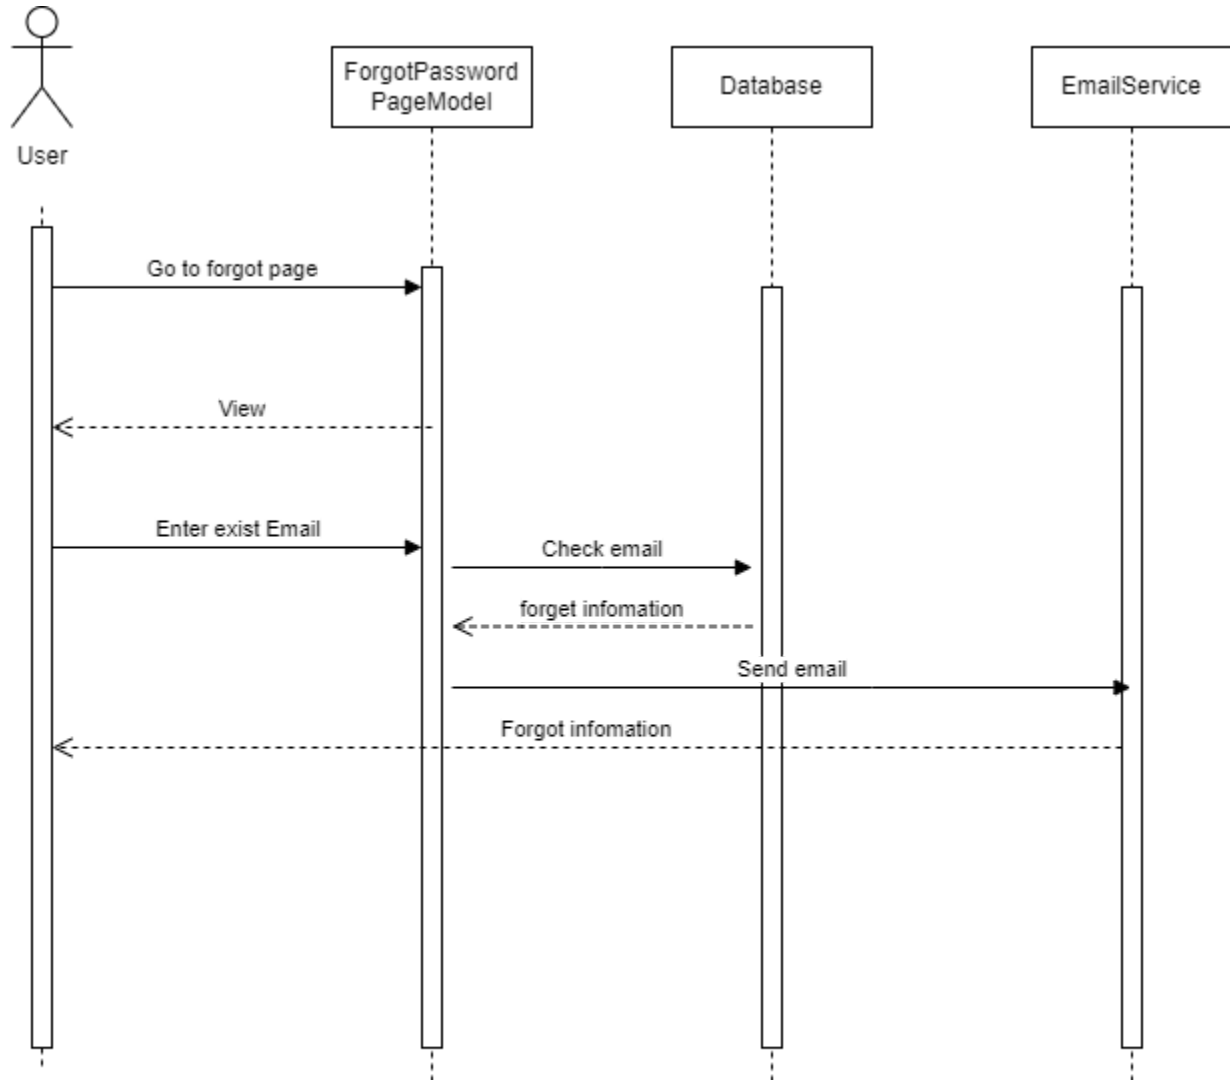 User
ForgotPassword
PageModel
Database
EmailService
Go to forgot page
View
Enter exist Email
Check email
forget infomation
Send email
Forgot infomation